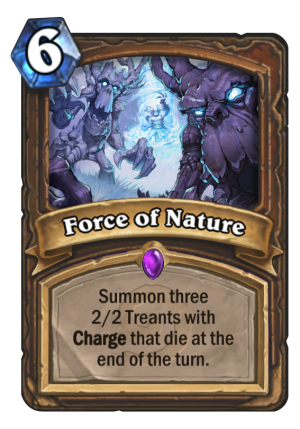 6
Force of Nature
Summon three
2/2 Treants with
Charge that die at the
end of the turn.